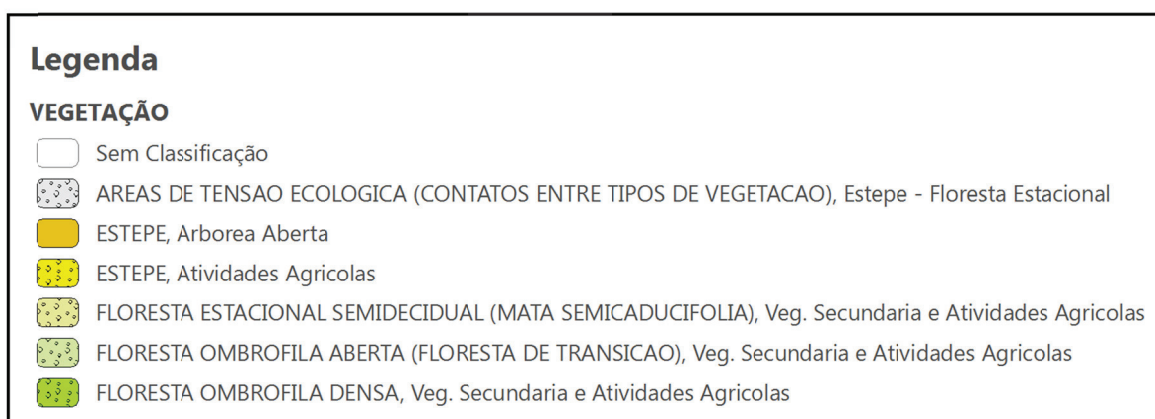 Legenda
VEGETAÇÃO
Sem Classificação
AREAS DE TENSAO ECOLOGICA (CONTATOS ENTRE TIPOS DE VEGETACAO), Estepe - Floresta Estacional
ESTEPE, Arborea Aberta
ESTEPE, Atividades Agricolas
FLORESTA ESTACIONAL SEMIDECIDUAL (MATA SEMICADUCIFOLIA), Veg. Secundaria e Atividades Agricolas
FLORESTA OMBROFILA ABERTA (FLORESTA DE TRANSICAO), Veg. Secundaria e Atividades Agricolas
FLORESTA OMBROFILA DENSA, Veg. Secundaria e Atividades Agricolas